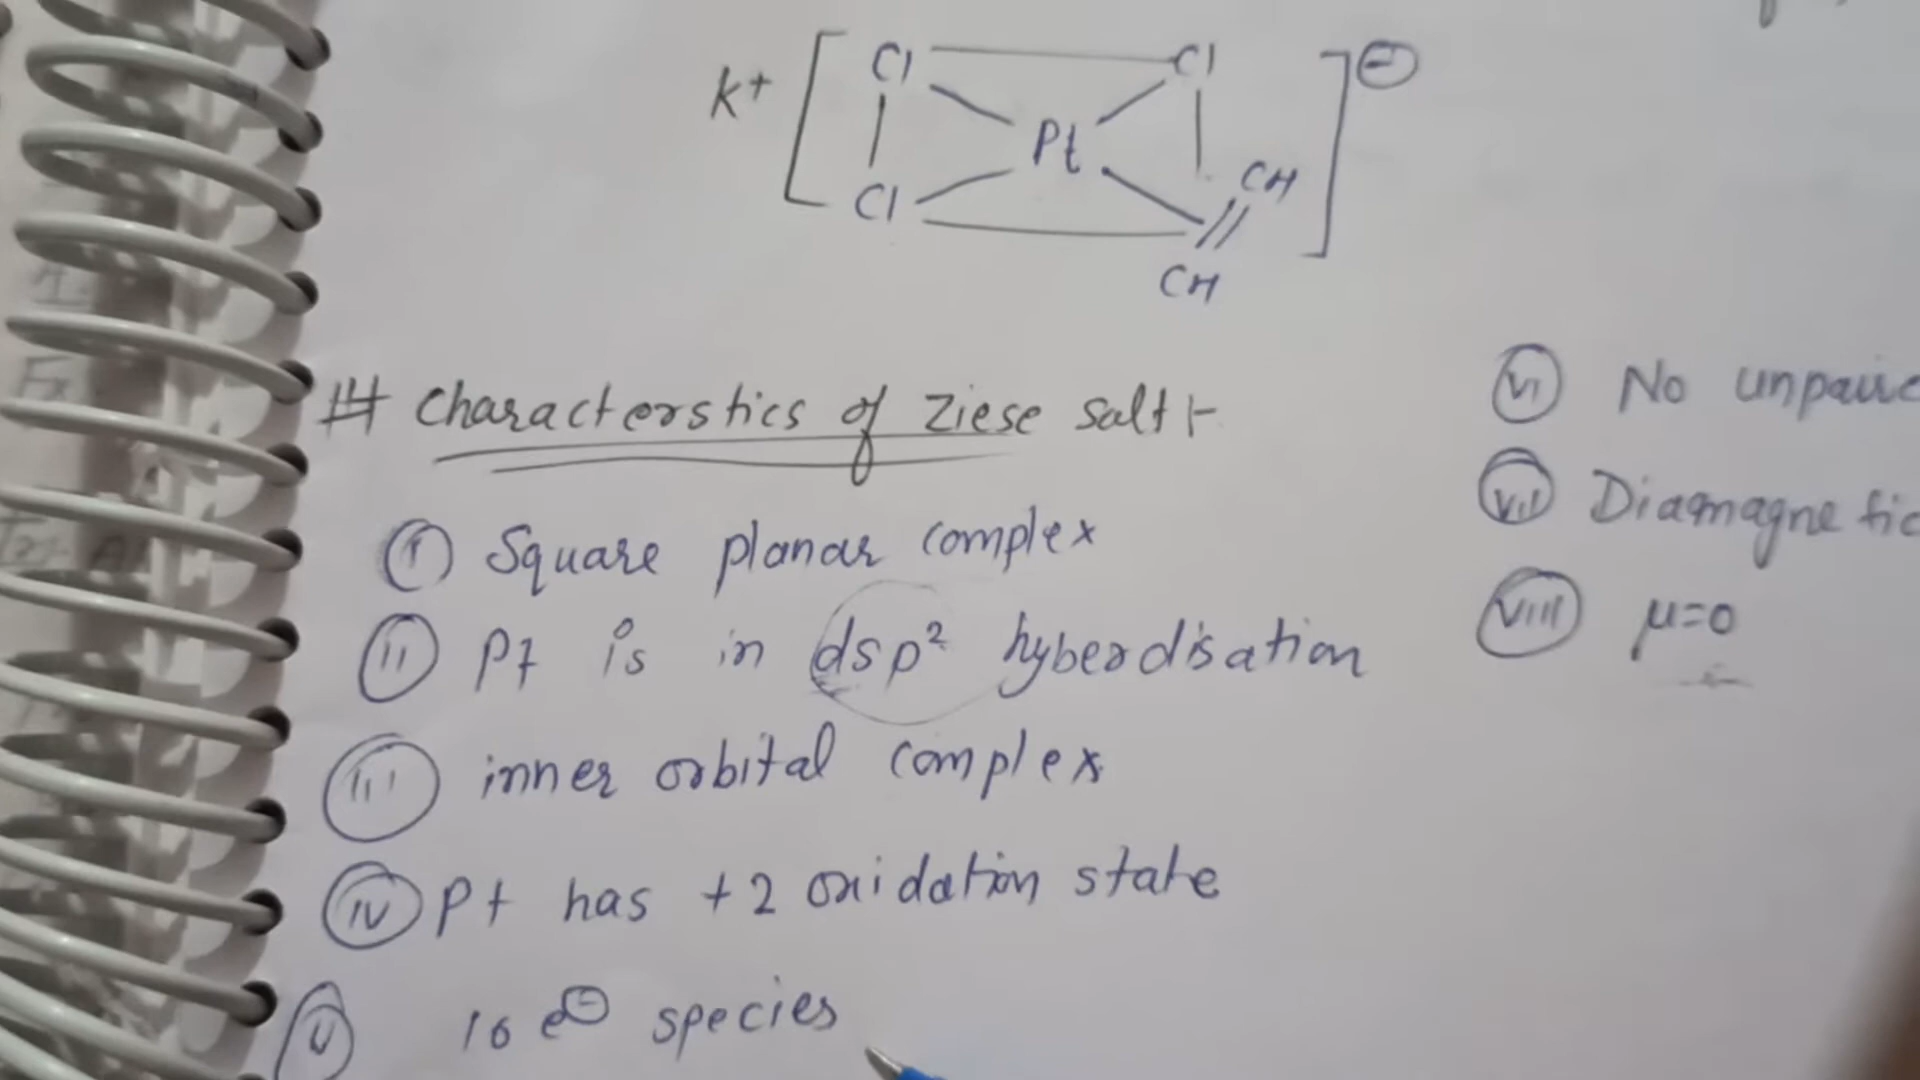 Cl Cl
K+ [ Pt ] ⊖
CH
Cl
CH
# Characterstics of Ziese salt :-
(i) Square planar complex
(ii) Pt is in dsp² hyberdisation
(iii) inner orbital complex
(iv) Pt has +2 oxidation state
(v) 16 e⊖ species
(vi) No
(vii) Diamagnetic
(viii) μ=0